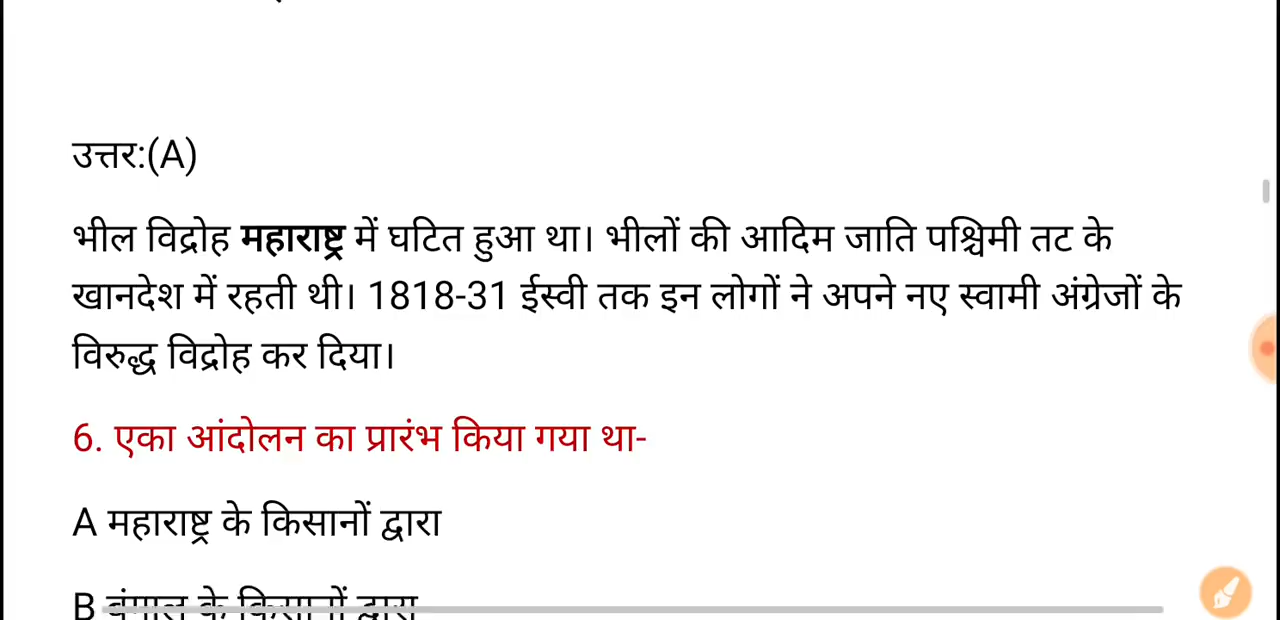 उत्तर:(A)
भील विद्रोह महाराष्ट्र में घटित हुआ था। भीलों की आदिम जाति पश्चिमी तट के
खानदेश में रहती थी। 1818-31 ईस्वी तक इन लोगों ने अपने नए स्वामी अंग्रेजों के
विरुद्ध विद्रोह कर दिया।
6. एका आंदोलन का प्रारंभ किया गया था-
A महाराष्ट्र के किसानों द्वारा
B बंगाल के किसानों द्वारा